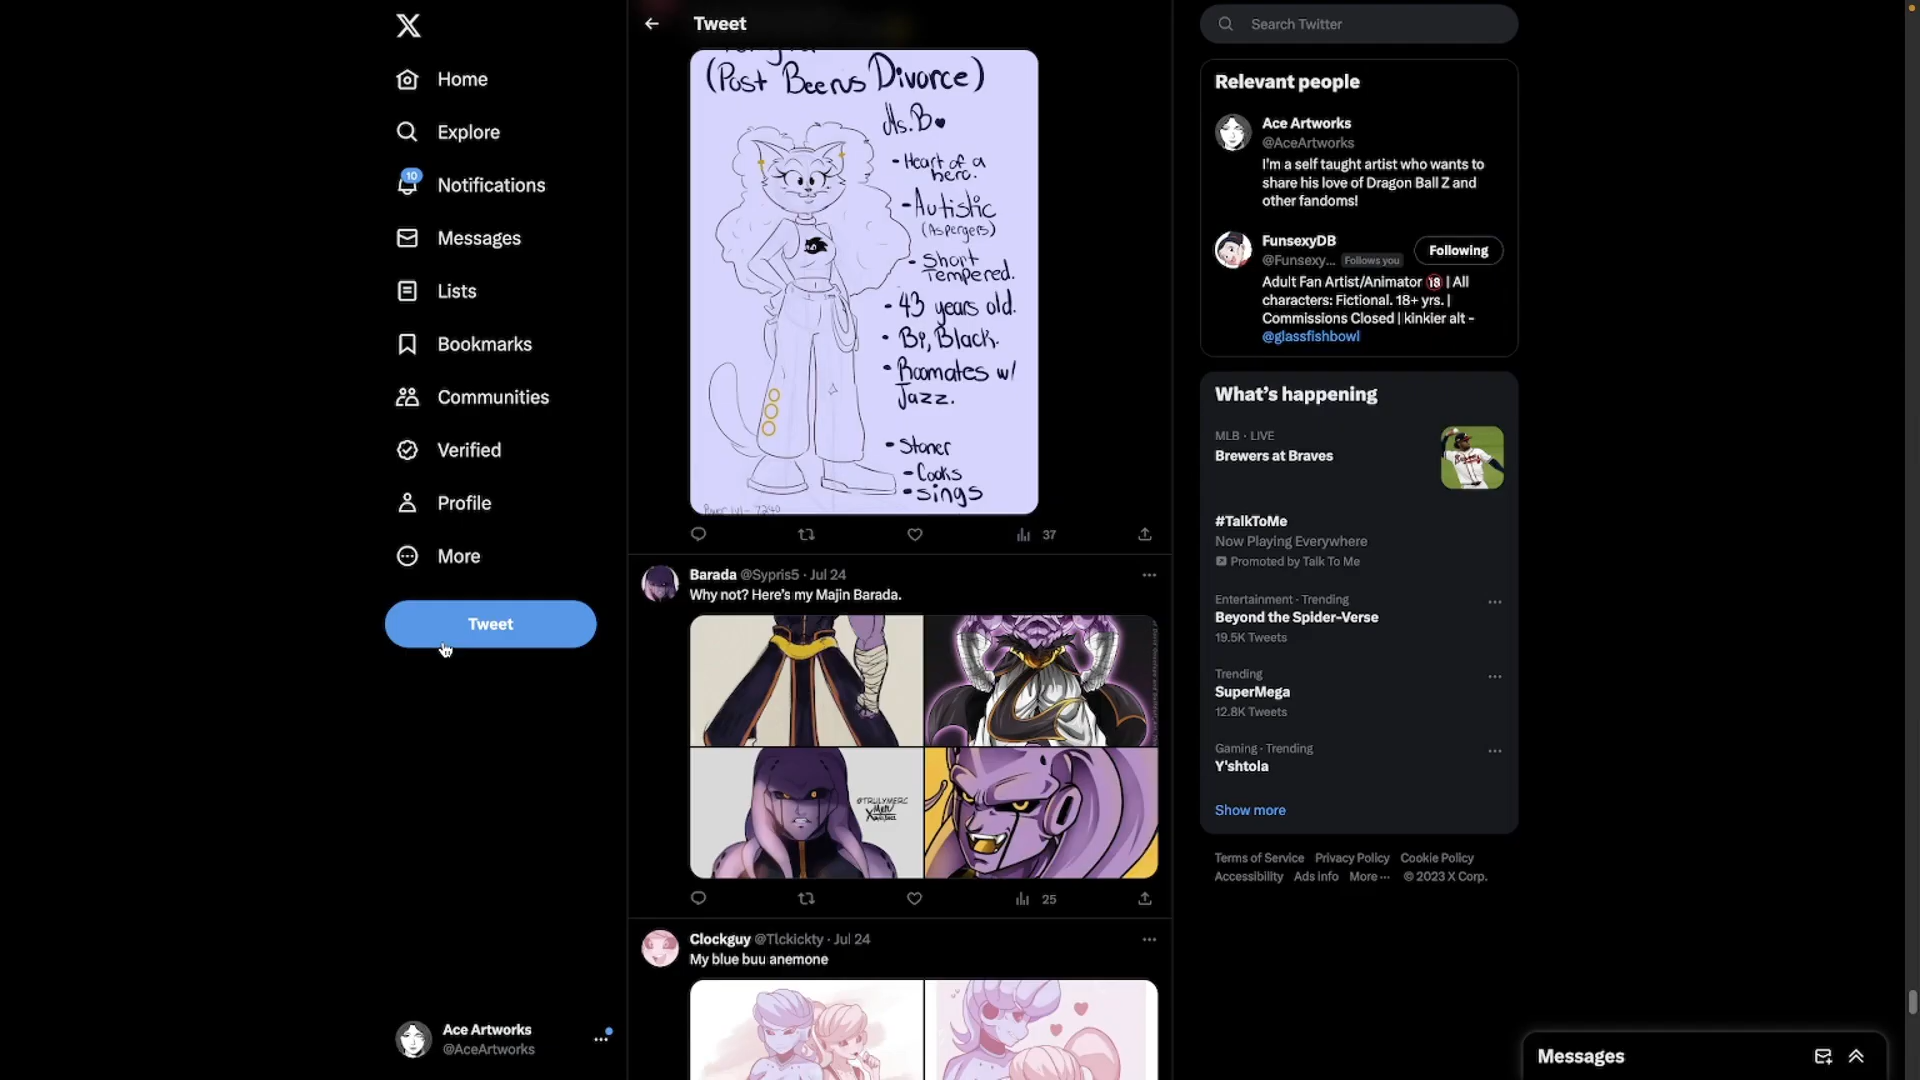 Home
Explore
10
Notifications
Messages
Lists
Bookmarks
Communities
Verified
Profile
More
Tweet
Ace Artworks
@AceArtworks
Tweet
(Post Beerus Divorce)
Ms. B
- Heart of a
hero.
- Autistic
(Aspergers)
- Short
Tempered.
- 43 years old.
- Bi, Black.
- Roomates w/
Jazz.
- Stoner
- Cooks
- Sings
Power lvl - 7240
37
Barada @Sypris5 · Jul 24
Why not? Here's my Majin Barada.
@TRULYMERC
25
Clockguy @Tlckickty · Jul 24
My blue buu anemone
Search Twitter
Relevant people
Ace Artworks
@AceArtworks
I'm a self taught artist who wants to
share his love of Dragon Ball Z and
other fandoms!
FunsexyDB
@Funsexy... Follows you
Following
Adult Fan Artist/Animator 🔞 | All
characters: Fictional. 18+ yrs. |
Commissions Closed | kinkier alt -
@glassfishbowl
What's happening
MLB · LIVE
Brewers at Braves
#TalkToMe
Now Playing Everywhere
Promoted by Talk To Me
Entertainment · Trending
Beyond the Spider-Verse
19.5K Tweets
Trending
SuperMega
12.8K Tweets
Gaming · Trending
Y'shtola
Show more
Terms of Service Privacy Policy Cookie Policy
Accessibility Ads info More ··· © 2023 X Corp.
Messages